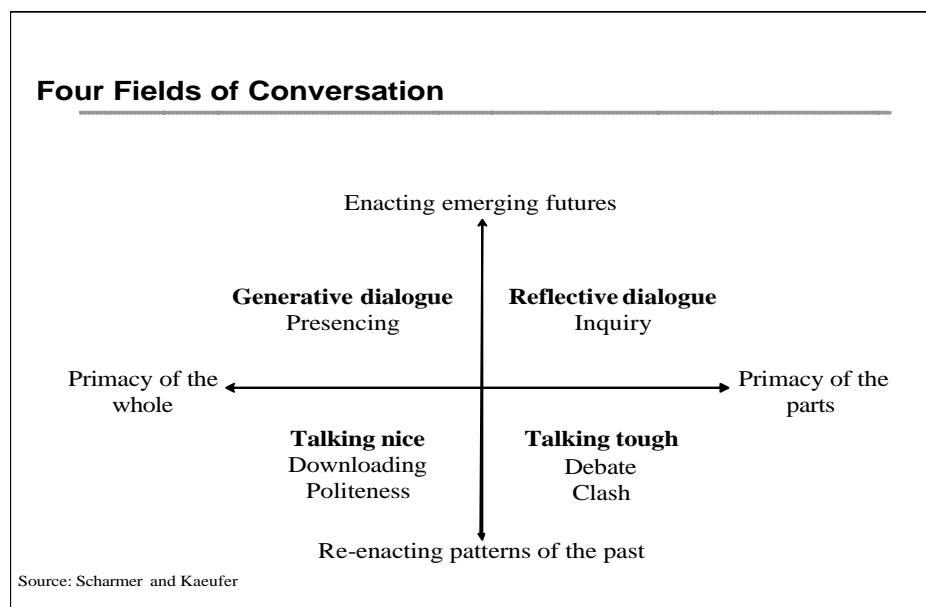 Four Fields of Conversation
Enacting emerging futures
Generative dialogue
Presencing
Reflective dialogue
Inquiry
Primacy of the
whole
Primacy of the
parts
Talking nice
Downloading
Politeness
Talking tough
Debate
Clash
Re-enacting patterns of the past
Source: Scharmer and Kaeufer